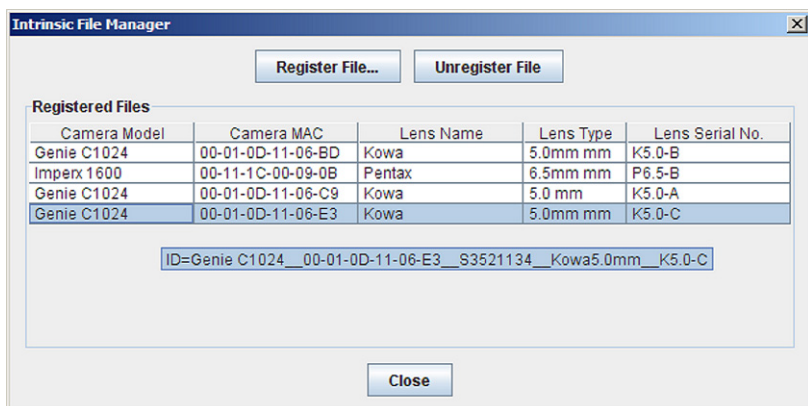 Intrinsic File Manager
Register File... Unregister File
Registered Files
Camera Model Camera MAC Lens Name Lens Type Lens Serial No.
Genie C1024 00-01-0D-11-06-BD Kowa 5.0mm mm K5.0-B
Imperx 1600 00-11-1C-00-09-0B Pentax 6.5mm mm P6.5-B
Genie C1024 00-01-0D-11-06-C9 Kowa 5.0 mm K5.0-A
Genie C1024 00-01-0D-11-06-E3 Kowa 5.0mm mm K5.0-C
ID=Genie C1024__00-01-0D-11-06-E3__S3521134__Kowa5.0mm__K5.0-C
Close